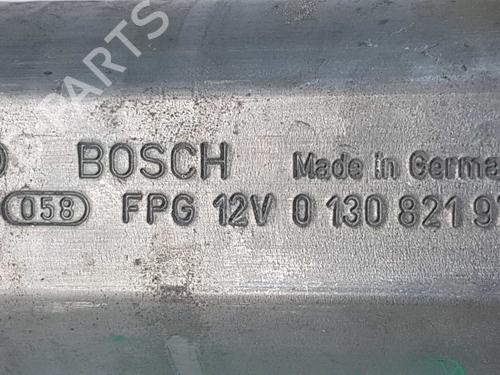 BOSCH Made in Germa
058 FPG 12V 0 130 821 9
PARTS